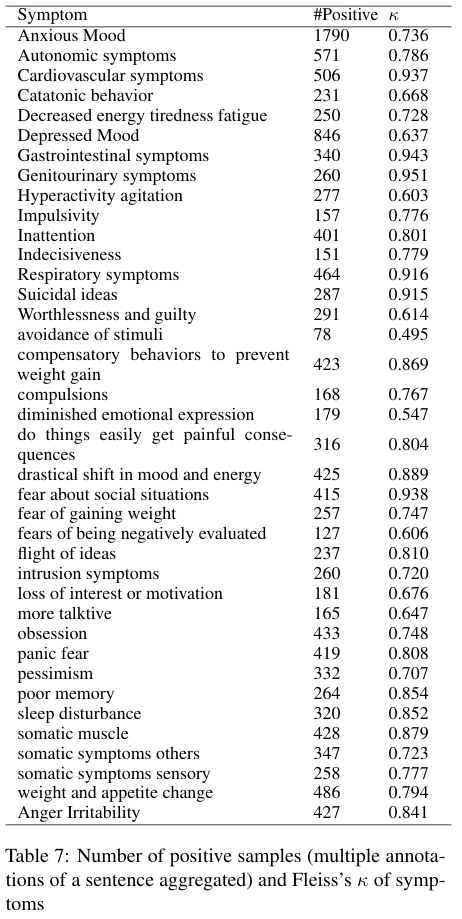 Symptom #Positive κ
Anxious Mood 1790 0.736
Autonomic symptoms 571 0.786
Cardiovascular symptoms 506 0.937
Catatonic behavior 231 0.668
Decreased energy tiredness fatigue 250 0.728
Depressed Mood 846 0.637
Gastrointestinal symptoms 340 0.943
Genitourinary symptoms 260 0.951
Hyperactivity agitation 277 0.603
Impulsivity 157 0.776
Inattention 401 0.801
Indecisiveness 151 0.779
Respiratory symptoms 464 0.916
Suicidal ideas 287 0.915
Worthlessness and guilty 291 0.614
avoidance of stimuli 78 0.495
compensatory behaviors to prevent
weight gain 423 0.869
compulsions 168 0.767
diminished emotional expression 179 0.547
do things easily get painful conse-
quences 316 0.804
drastical shift in mood and energy 425 0.889
fear about social situations 415 0.938
fear of gaining weight 257 0.747
fears of being negatively evaluated 127 0.606
flight of ideas 237 0.810
intrusion symptoms 260 0.720
loss of interest or motivation 181 0.676
more talktive 165 0.647
obsession 433 0.748
panic fear 419 0.808
pessimism 332 0.707
poor memory 264 0.854
sleep disturbance 320 0.852
somatic muscle 428 0.879
somatic symptoms others 347 0.723
somatic symptoms sensory 258 0.777
weight and appetite change 486 0.794
Anger Irritability 427 0.841
Table 7: Number of positive samples (multiple annota-
tions of a sentence aggregated) and Fleiss's κ of symp-
toms